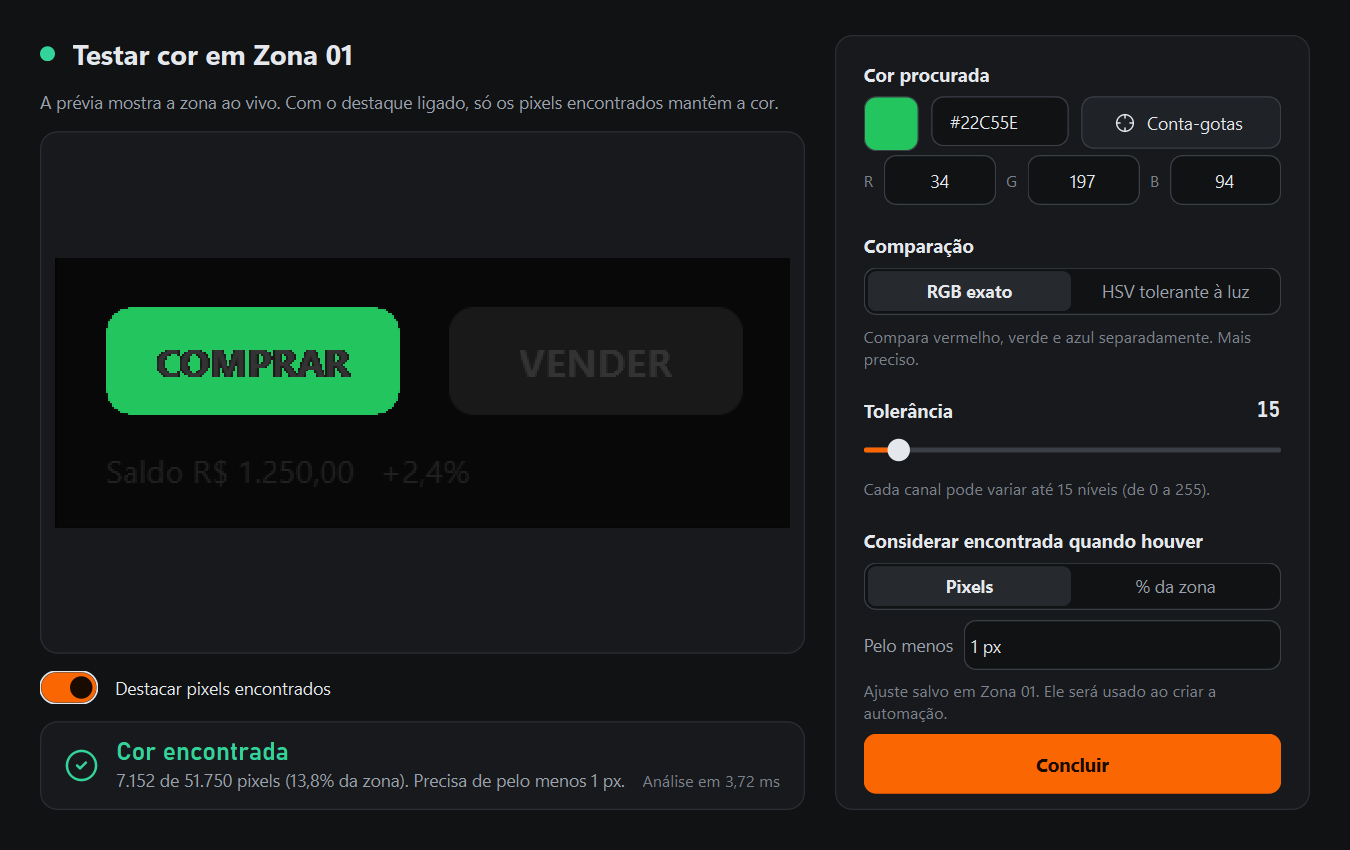 Testar cor em Zona 01
A prévia mostra a zona ao vivo. Com o destaque ligado, só os pixels encontrados mantêm a cor.
COMPRAR
VENDER
Saldo R$ 1.250,00 +2,4%
Destacar pixels encontrados
Cor encontrada
7.152 de 51.750 pixels (13,8% da zona). Precisa de pelo menos 1 px.
Análise em 3,72 ms
Cor procurada
#22C55E
Conta-gotas
R 34 G 197 B 94
Comparação
RGB exato
HSV tolerante à luz
Compara vermelho, verde e azul separadamente. Mais
preciso.
Tolerância 15
Cada canal pode variar até 15 níveis (de 0 a 255).
Considerar encontrada quando houver
Pixels
% da zona
Pelo menos 1 px
Ajuste salvo em Zona 01. Ele será usado ao criar a
automação.
Concluir